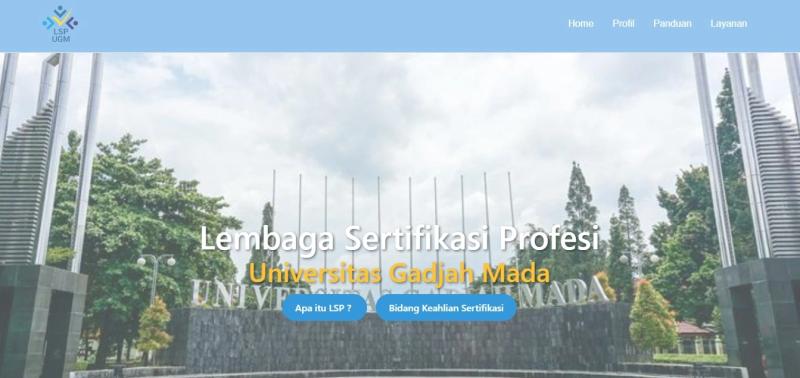 LSP
UGM
Home Profil Panduan Layanan
Lembaga Sertifikasi Profesi
Universitas Gadjah Mada
UNIVERSITAS GADJAH MADA
Apa itu LSP ?
Bidang Keahlian Sertifikasi